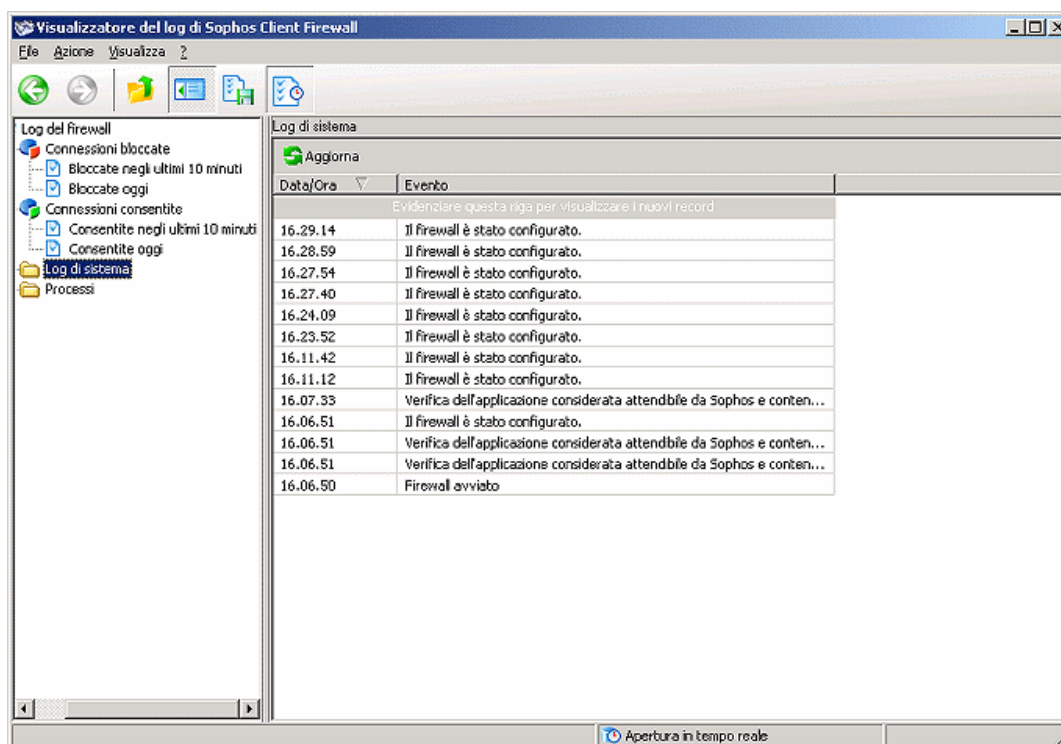 Visualizzatore del log di Sophos Client Firewall
File Azione Visualizza ?
Log del firewall
Connessioni bloccate
Bloccate negli ultimi 10 minuti
Bloccate oggi
Connessioni consentite
Consentite negli ultimi 10 minuti
Consentite oggi
Log di sistema
Processi
Log di sistema
Aggiorna
Data/Ora Evento
Evidenziare questa riga per visualizzare i nuovi record
16.29.14 Il firewall è stato configurato.
16.28.59 Il firewall è stato configurato.
16.27.54 Il firewall è stato configurato.
16.27.40 Il firewall è stato configurato.
16.24.09 Il firewall è stato configurato.
16.23.52 Il firewall è stato configurato.
16.11.42 Il firewall è stato configurato.
16.11.12 Il firewall è stato configurato.
16.07.33 Verifica dell'applicazione considerata attendibile da Sophos e conten...
16.06.51 Il firewall è stato configurato.
16.06.51 Verifica dell'applicazione considerata attendibile da Sophos e conten...
16.06.51 Verifica dell'applicazione considerata attendibile da Sophos e conten...
16.06.50 Firewall avviato
Apertura in tempo reale